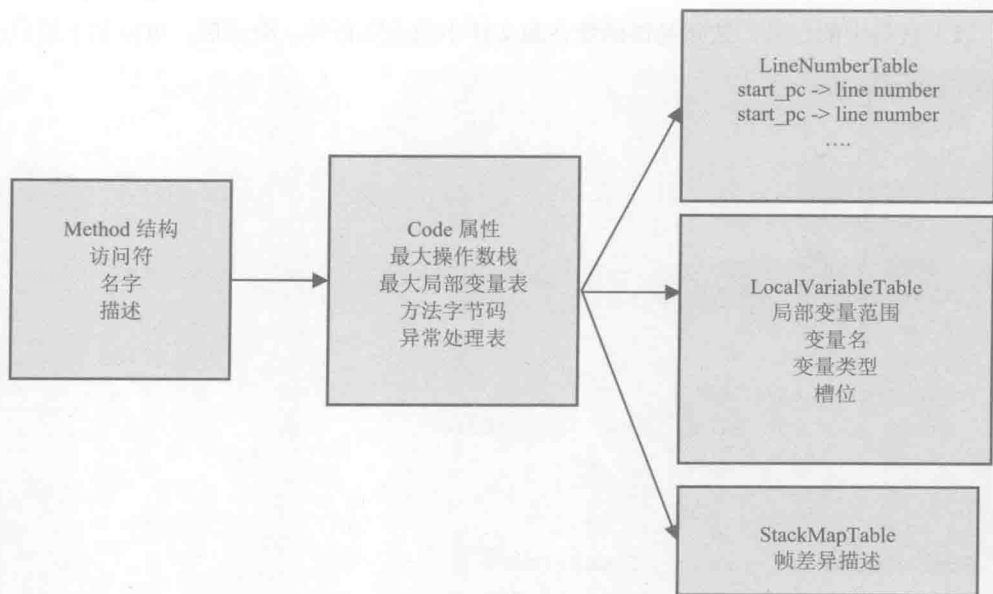 Method 结构
访问符
名字
描述
Code 属性
最大操作数栈
最大局部变量表
方法字节码
异常处理表
LineNumberTable
start_pc -> line number
start_pc -> line number
….
LocalVariableTable
局部变量范围
变量名
变量类型
槽位
StackMapTable
帧差异描述